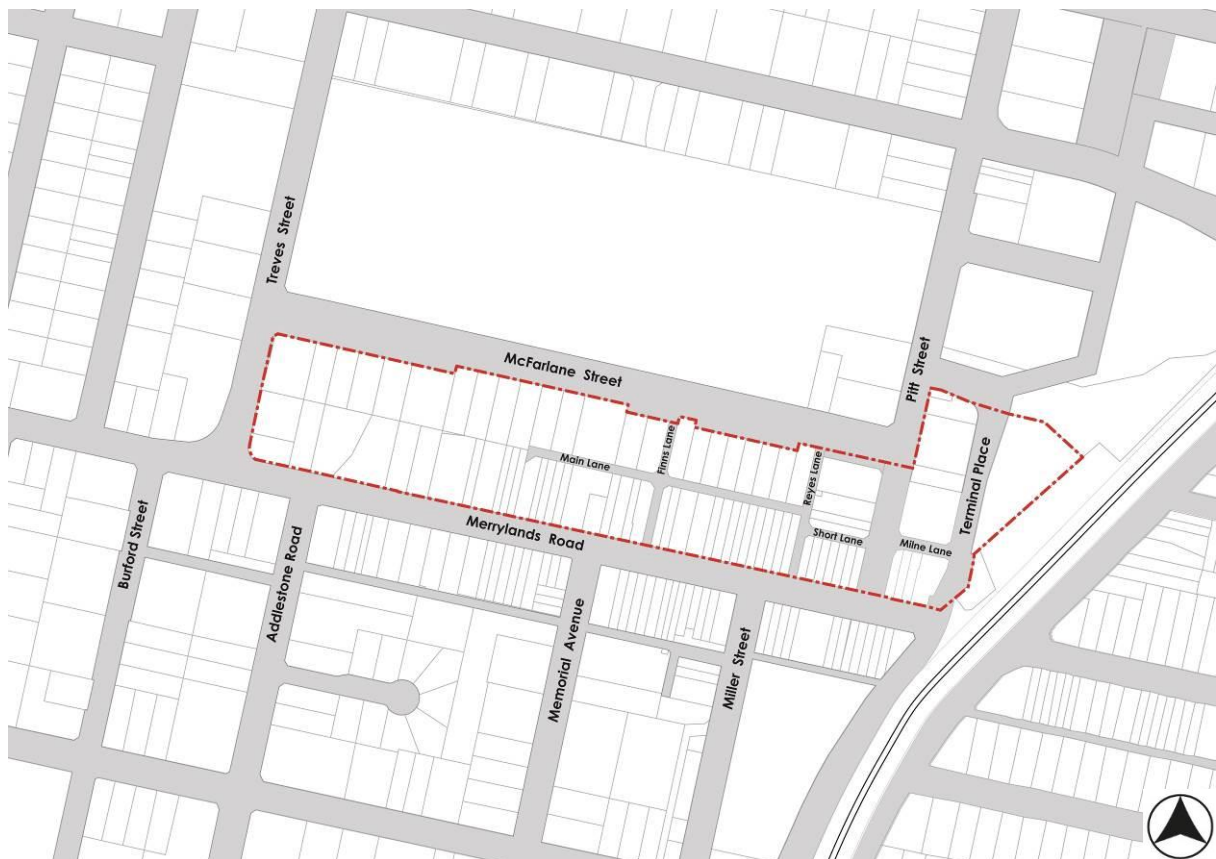 Treves Street
McFarlane Street
Pitt Street
Finns Lane
Main Lane
Reyes Lane
Terminal Place
Short Lane
Milne Lane
Merrylands Road
Burford Street
Addlestone Road
Memorial Avenue
Miller Street